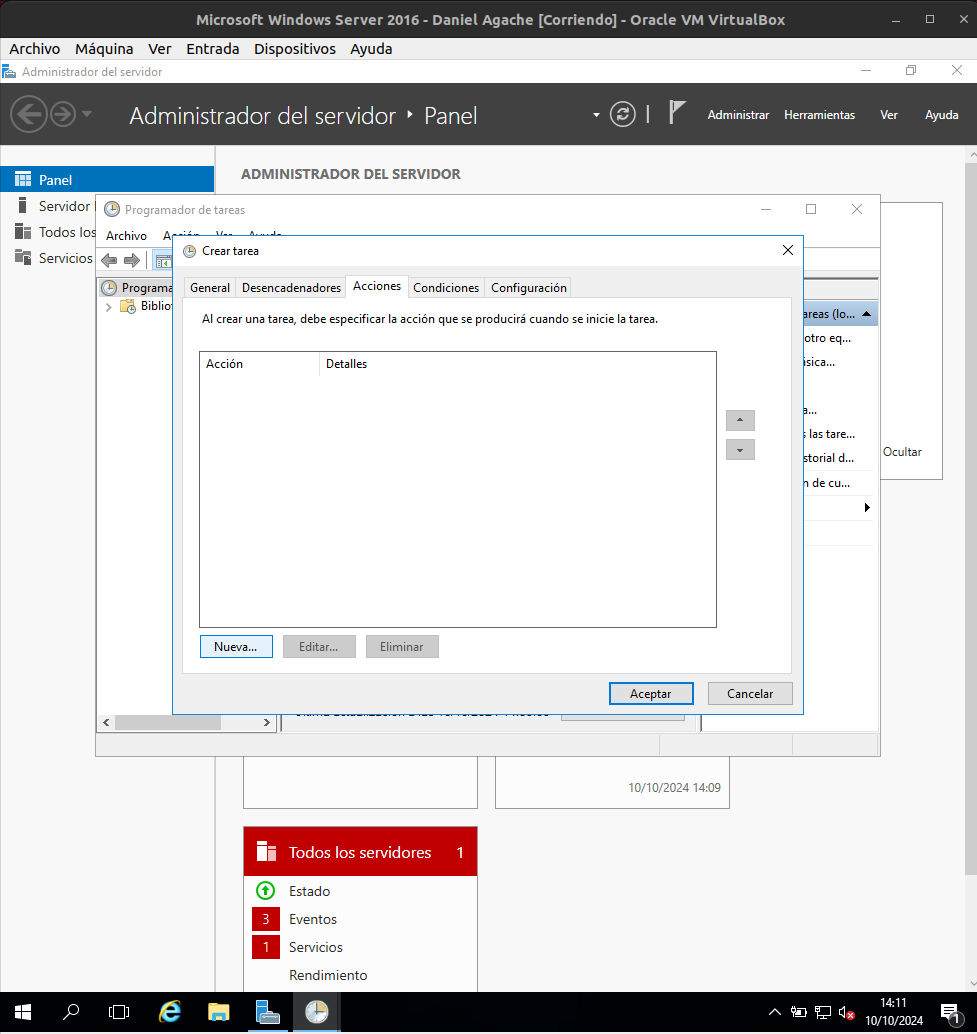 Microsoft Windows Server 2016 - Daniel Agache [Corriendo] - Oracle VM VirtualBox
Archivo Máquina Ver Entrada Dispositivos Ayuda
Administrador del servidor
Administrador del servidor Panel
Administrar Herramientas Ver Ayuda
Panel
Servidor
Todos los
Servicios
ADMINISTRADOR DEL SERVIDOR
Programador de tareas
Archivo Acción Ver Ayuda
Programa
Biblio
Crear tarea
General Desencadenadores Acciones Condiciones Configuración
Al crear una tarea, debe especificar la acción que se producirá cuando se inicie la tarea.
Acción Detalles
Nueva... Editar... Eliminar
Aceptar Cancelar
areas (lo...
otro eq...
ásica...
a...
s las tare...
storial d...
n de cu...
Ocultar
10/10/2024 14:09
Todos los servidores 1
Estado
3 Eventos
1 Servicios
Rendimiento
14:11
10/10/2024
1